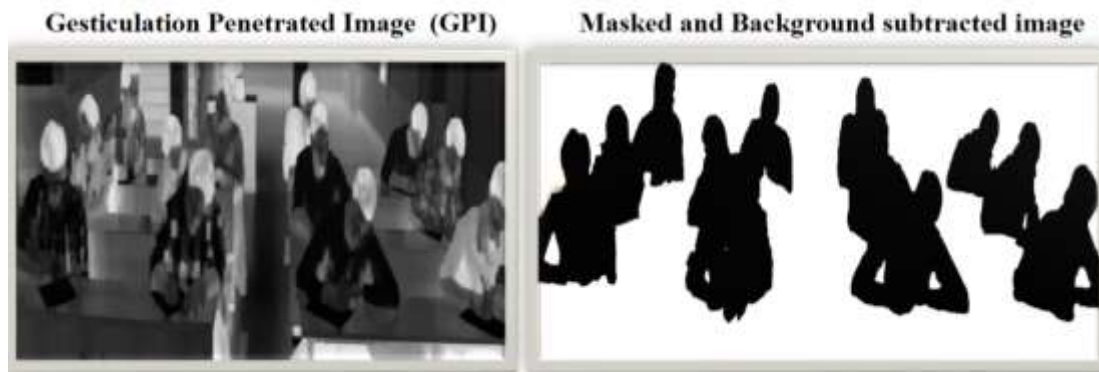 Gesticulation Penetrated Image (GPI)
Masked and Background subtracted image